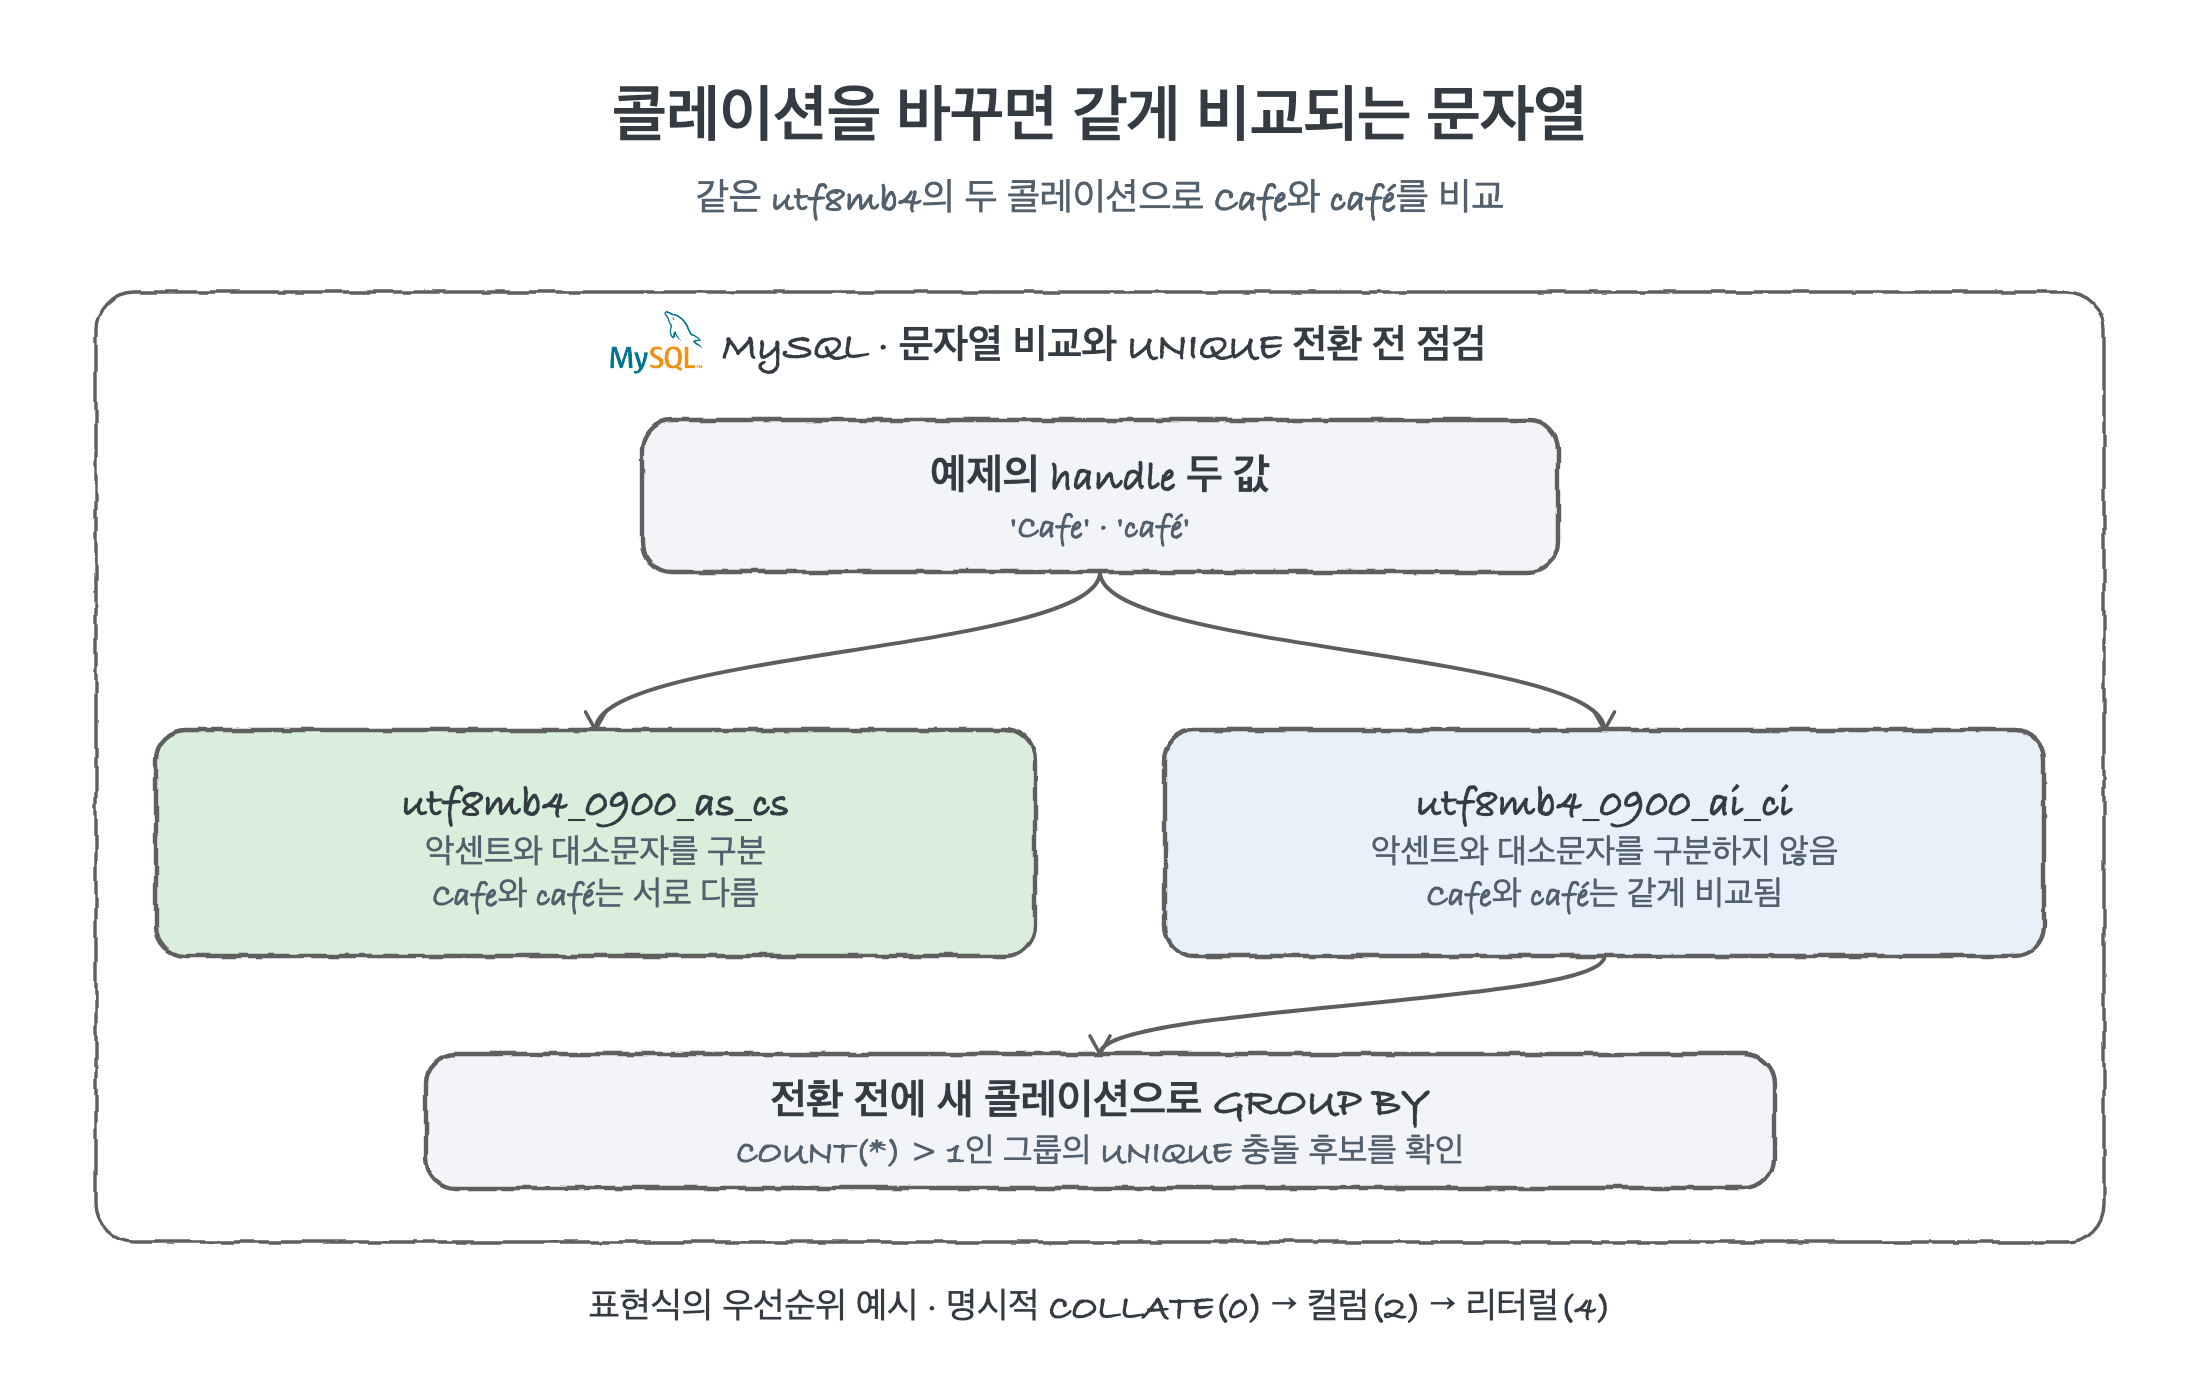 콜레이션을 바꾸면 같게 비교되는 문자열
같은 utf8mb4의 두 콜레이션으로 Cafe와 café를 비교
MySQL™ MySQL · 문자열 비교와 UNIQUE 전환 전 점검
예제의 handle 두 값
'Cafe' · 'café'
utf8mb4_0900_as_cs
악센트와 대소문자를 구분
Cafe와 café는 서로 다름
utf8mb4_0900_ai_ci
악센트와 대소문자를 구분하지 않음
Cafe와 café는 같게 비교됨
전환 전에 새 콜레이션으로 GROUP BY
COUNT(*) > 1인 그룹의 UNIQUE 충돌 후보를 확인
표현식의 우선순위 예시 · 명시적 COLLATE(0) → 컬럼(2) → 리터럴(4)